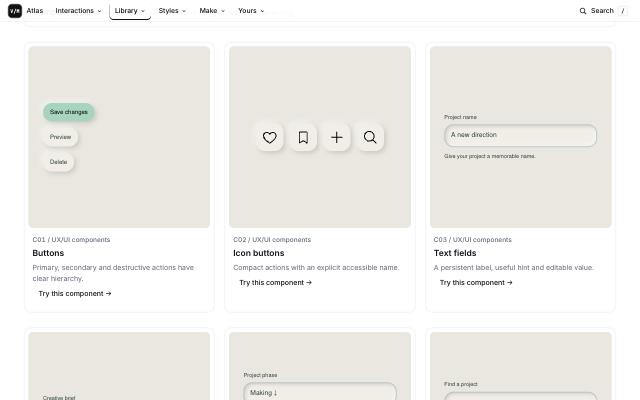 V/M Atlas Interactions Library Styles Make Yours Search /
Save changes
Preview
Delete
C01 / UX/UI components
Buttons
Primary, secondary and destructive actions have
clear hierarchy.
Try this component →
C02 / UX/UI components
Icon buttons
Compact actions with an explicit accessible name.
Try this component →
Project name
A new direction
Give your project a memorable name.
C03 / UX/UI components
Text fields
A persistent label, useful hint and editable value.
Try this component →
Creative brief
Project phase
Making ↓
Find a project